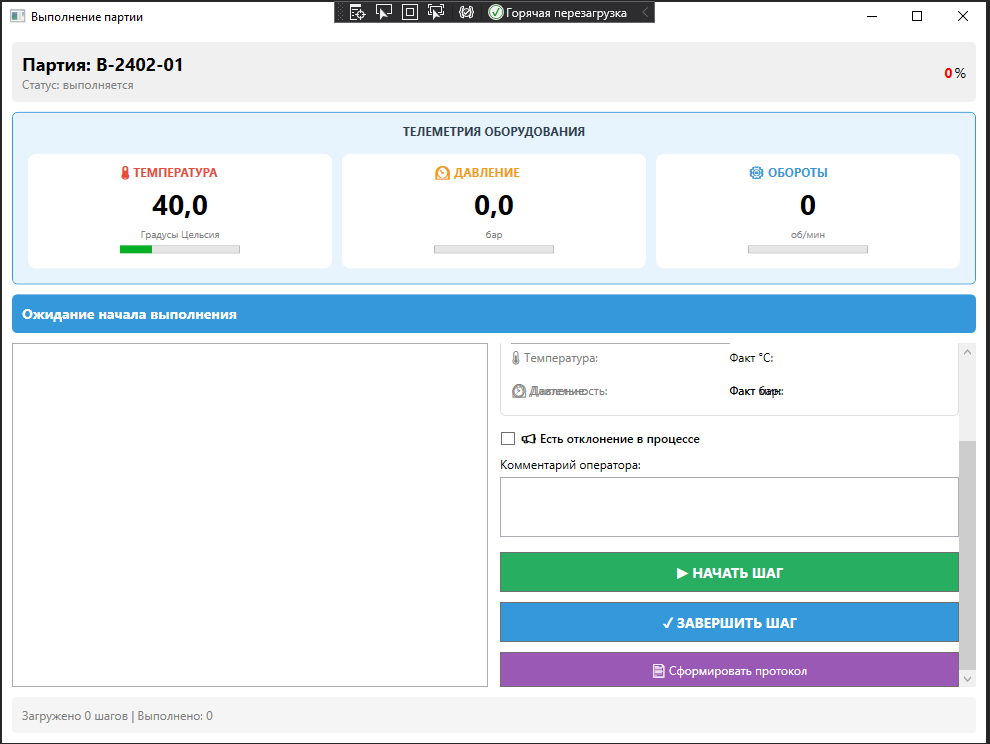 Выполнение партии
Горячая перезагрузка
Партия: B-2402-01
Статус: выполняется
0 %
ТЕЛЕМЕТРИЯ ОБОРУДОВАНИЯ
ТЕМПЕРАТУРА
40,0
Градусы Цельсия
ДАВЛЕНИЕ
0,0
бар
ОБОРОТЫ
0
об/мин
Ожидание начала выполнения
Температура:
Факт °C:
Факт
Есть отклонение в процессе
Комментарий оператора:
НАЧАТЬ ШАГ
ЗАВЕРШИТЬ ШАГ
Сформировать протокол
Загружено 0 шагов | Выполнено: 0